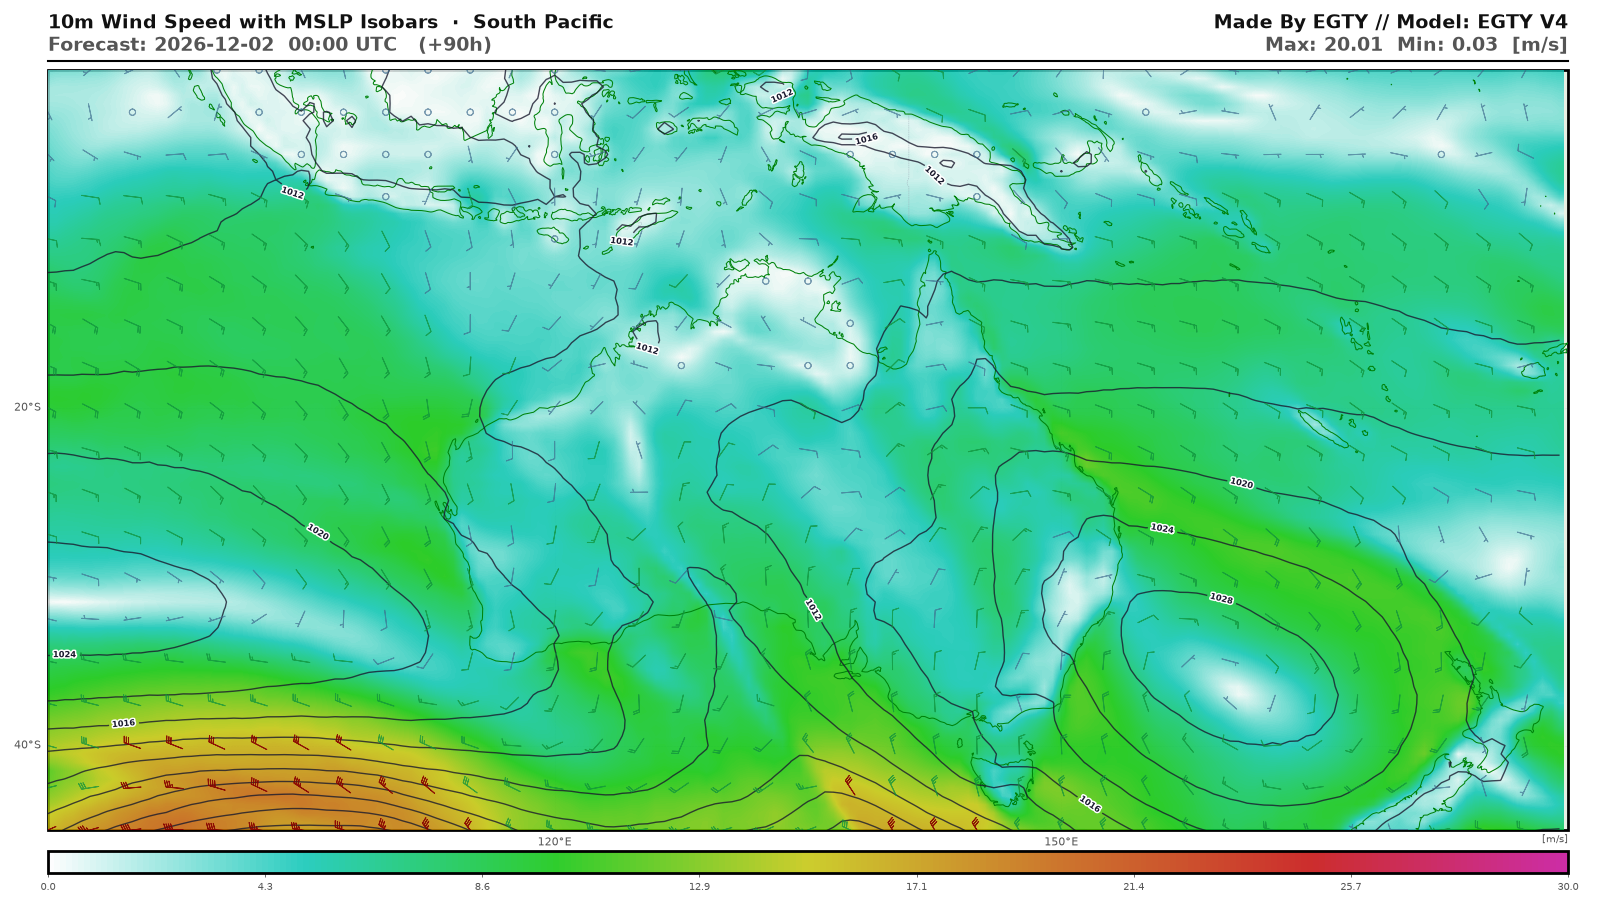 10m Wind Speed with MSLP Isobars · South Pacific
Made By EGTY // Model: EGTY V4
Forecast: 2026-12-02 00:00 UTC (+90h)
Max: 20.01 Min: 0.03 [m/s]
1012
1016
1012
1012
1012
1012
20°S
1020
1020
1024
1028
1012
1024
1016
40°S
1016
120°E
150°E
[m/s]
0.0
4.3
8.6
12.9
17.1
21.4
25.7
30.0